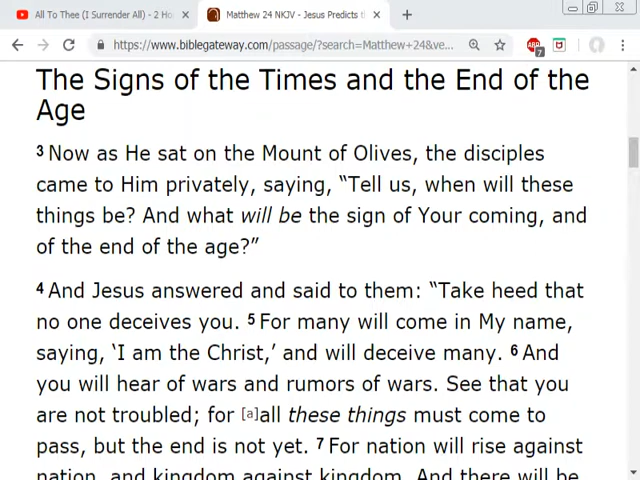 All To Thee (I Surrender All) - 2 Ho
Matthew 24 NKJV - Jesus Predicts t
https://www.biblegateway.com/passage/?search=Matthew+24&ve...
ABP
7
The Signs of the Times and the End of the
Age
3 Now as He sat on the Mount of Olives, the disciples
came to Him privately, saying, “Tell us, when will these
things be? And what will be the sign of Your coming, and
of the end of the age?”
4 And Jesus answered and said to them: “Take heed that
no one deceives you. 5 For many will come in My name,
saying, ‘I am the Christ,’ and will deceive many. 6 And
you will hear of wars and rumors of wars. See that you
are not troubled; for [a]all these things must come to
pass, but the end is not yet. 7 For nation will rise against
nation, and kingdom against kingdom. And there will be